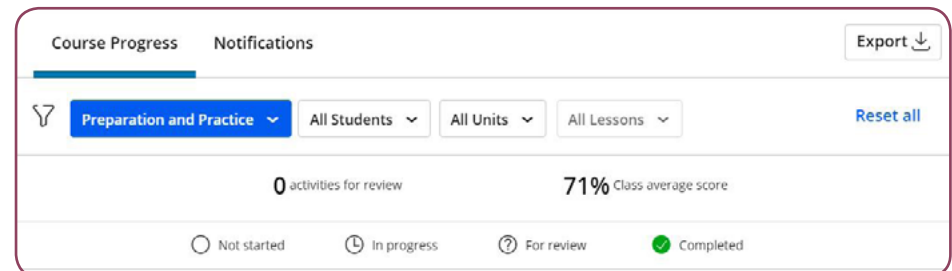 Course Progress Notifications Export
Preparation and Practice All Students All Units All Lessons Reset all
0 activities for review 71% Class average score
Not started In progress For review Completed